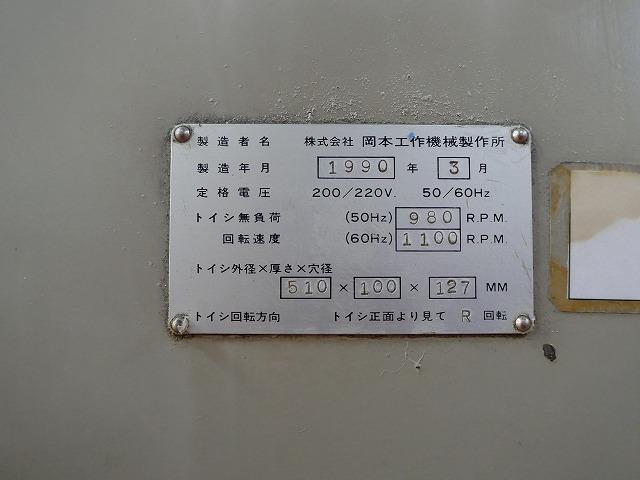 製造者名 株式会社 岡本工作機械製作所
製造年月 1990 年 3 月
定格電圧 200/220V. 50/60Hz
トイシ無負荷 (50Hz) 980 R.P.M.
回転速度 (60Hz) 1100 R.P.M.
トイシ外径×厚さ×穴径
510 × 100 × 127 MM
トイシ回転方向 トイシ正面より見て R 回転